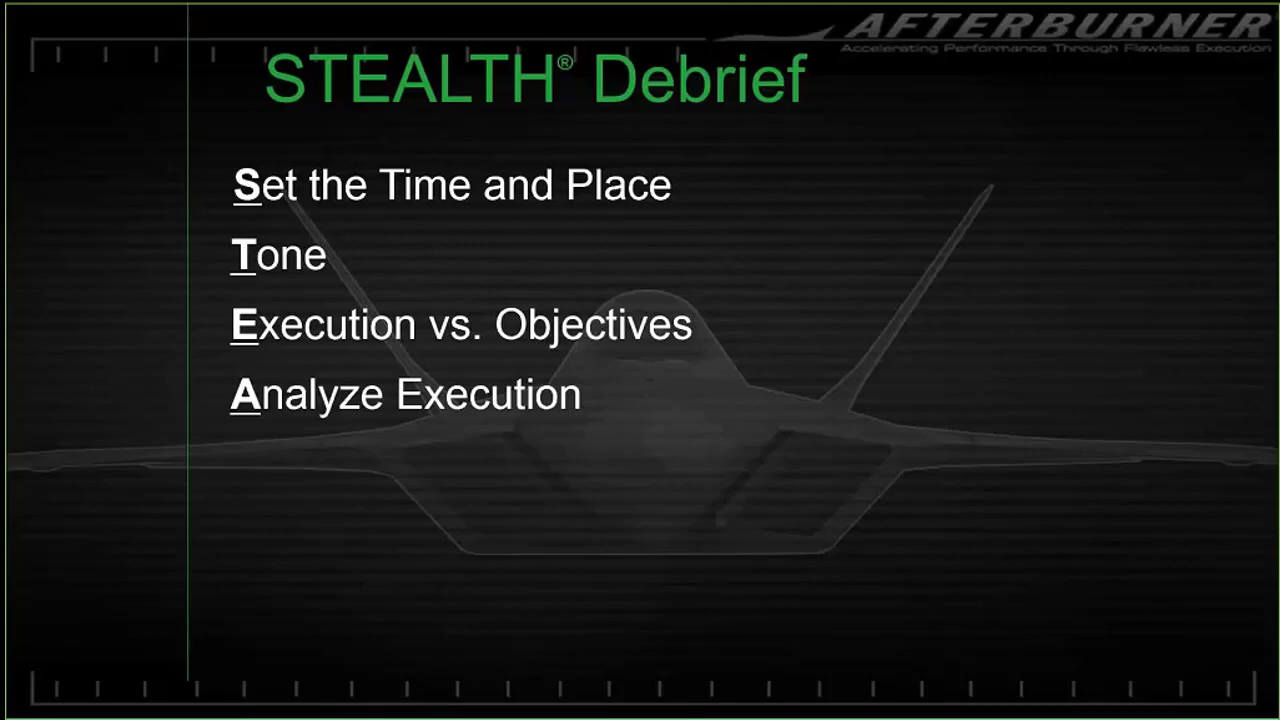 AFTERBURNER
Accelerating Performance Through Flawless Execution
STEALTH® Debrief
Set the Time and Place
Tone
Execution vs. Objectives
Analyze Execution